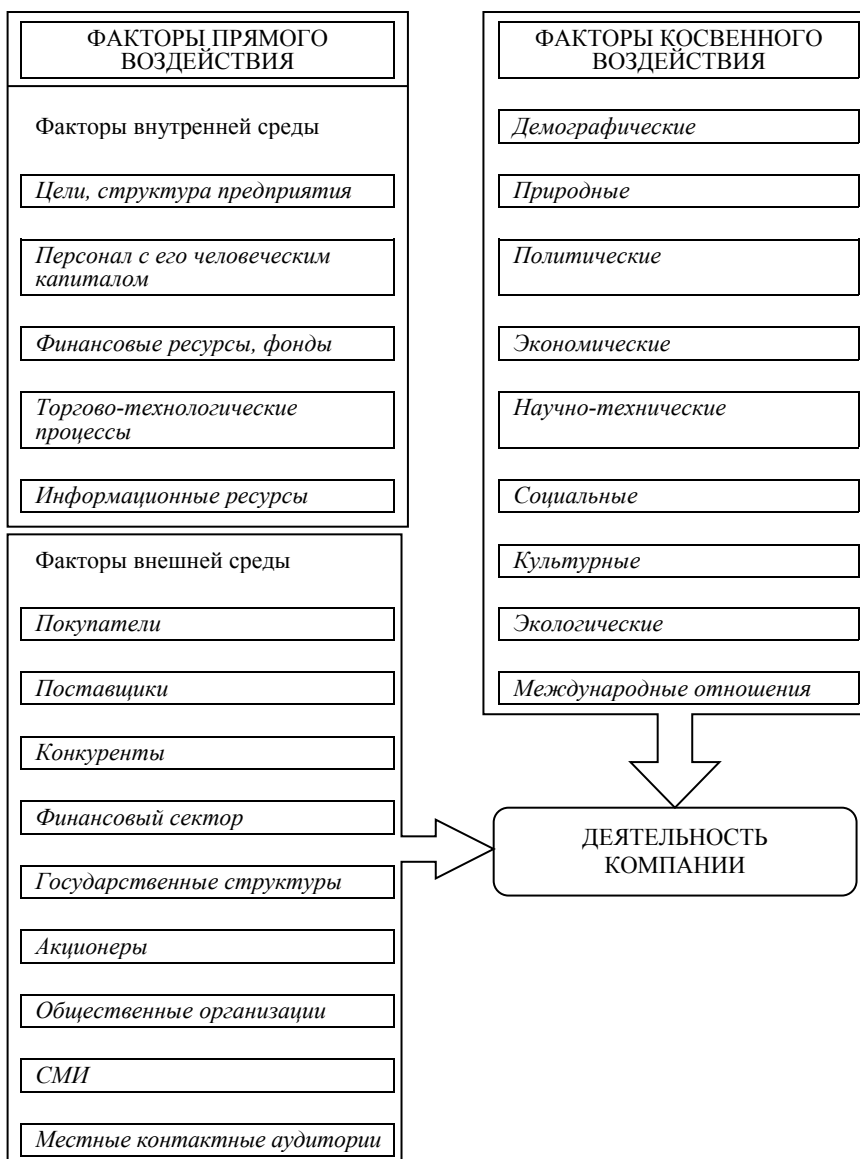 ФАКТОРЫ ПРЯМОГО
ВОЗДЕЙСТВИЯ
Факторы внутренней среды
Цели, структура предприятия
Персонал с его человеческим
капиталом
Финансовые ресурсы, фонды
Торгово-технологические
процессы
Информационные ресурсы
Факторы внешней среды
Покупатели
Поставщики
Конкуренты
Финансовый сектор
Государственные структуры
Акционеры
Общественные организации
СМИ
Местные контактные аудитории
ФАКТОРЫ КОСВЕННОГО
ВОЗДЕЙСТВИЯ
Демографические
Природные
Политические
Экономические
Научно-технические
Социальные
Культурные
Экологические
Международные отношения
ДЕЯТЕЛЬНОСТЬ
КОМПАНИИ